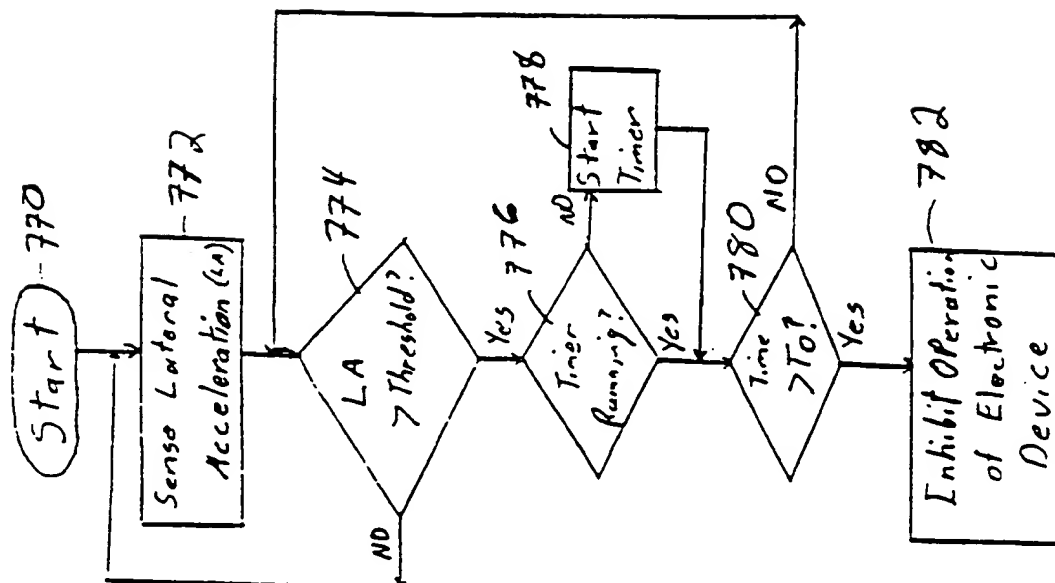 Start
770
Sense Lateral
Acceleration (LA)
772
LA
> Threshold?
774
NO
Yes
Timer
Running?
776
NO
Start
Timer
778
Yes
Time
> To?
780
NO
Yes
Inhibit OPeration
of Electronic
Device
782